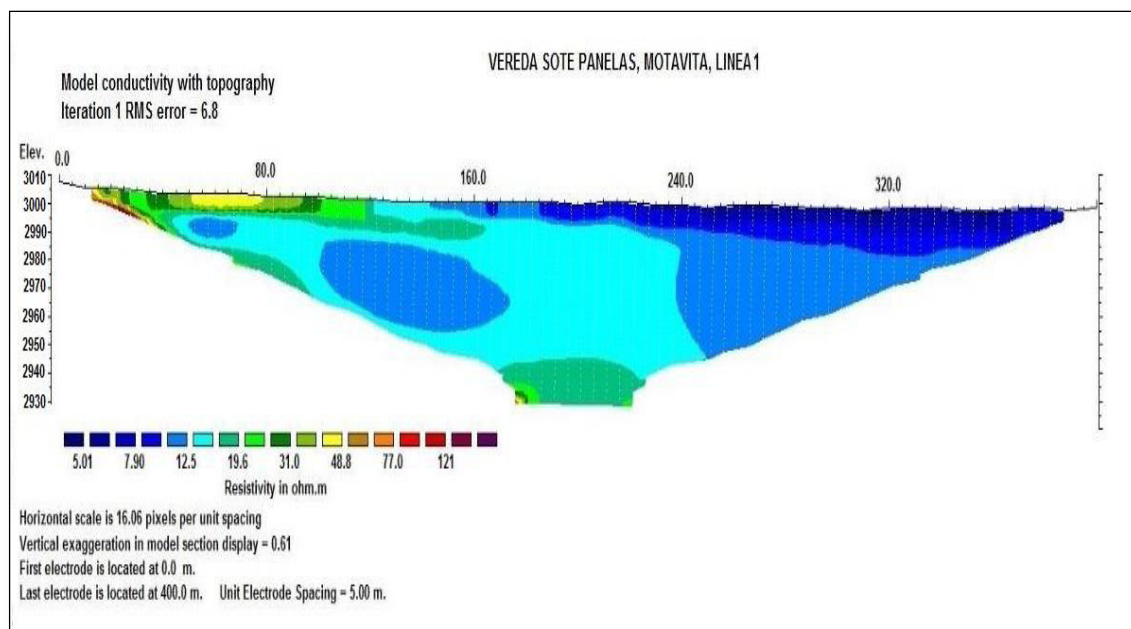 VEREDA SOTE PANELAS, MOTAVITA, LINEA1
Model conductivity with topography
Iteration 1 RMS error = 6.8
Elev.
0.0
80.0
160.0
240.0
320.0
3010
3000
2990
2980
2970
2960
2950
2940
2930
5.01 7.90 12.5 19.6 31.0 48.8 77.0 121
Resistivity in ohm.m
Horizontal scale is 16.06 pixels per unit spacing
Vertical exaggeration in model section display = 0.61
First electrode is located at 0.0 m.
Last electrode is located at 400.0 m. Unit Electrode Spacing = 5.00 m.